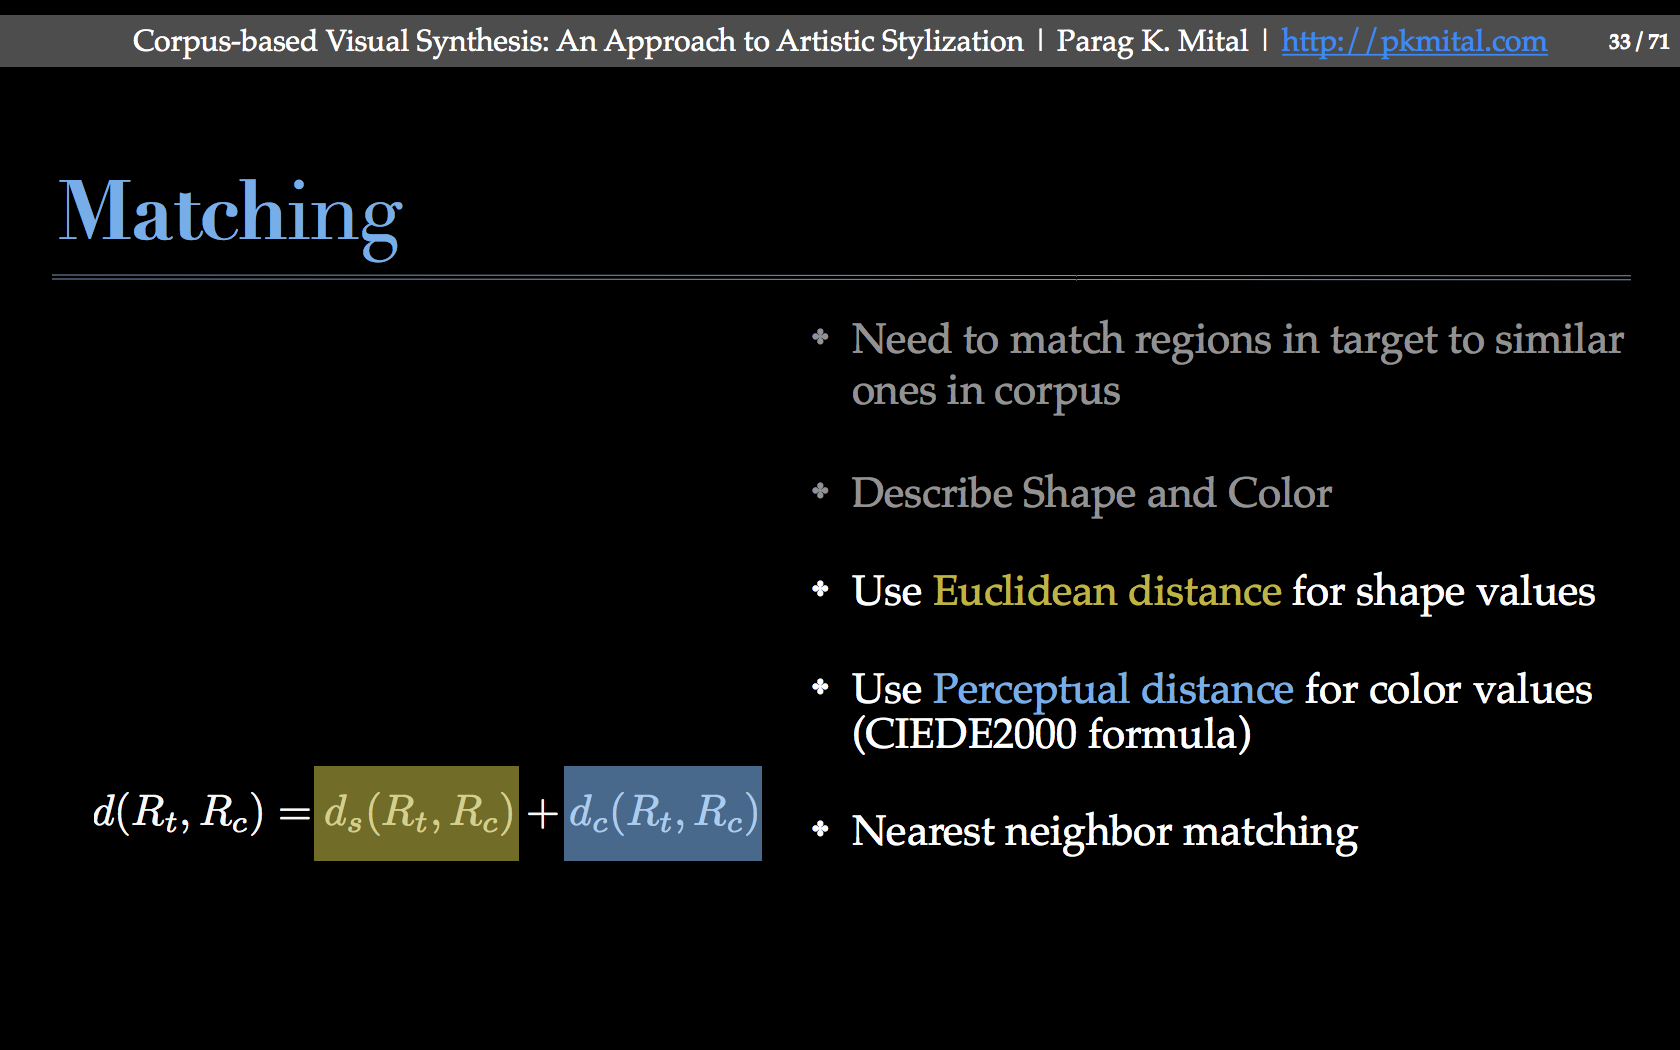 Corpus-based Visual Synthesis: An Approach to Artistic Stylization | Parag K. Mital | http://pkmital.com 33 / 71
Matching
✤ Need to match regions in target to similar
ones in corpus
✤ Describe Shape and Color
✤ Use Euclidean distance for shape values
✤ Use Perceptual distance for color values
(CIEDE2000 formula)
d(R_t, R_c) = d_s(R_t, R_c) + d_c(R_t, R_c)
✤ Nearest neighbor matching